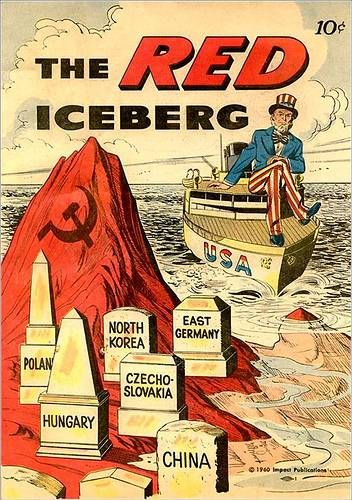 10¢
THE RED
ICEBERG
USA
POLAN
NORTH
KOREA
EAST
GERMANY
CZECHO-
SLOVAKIA
HUNGARY
CHINA
© 1960 Impact Publications